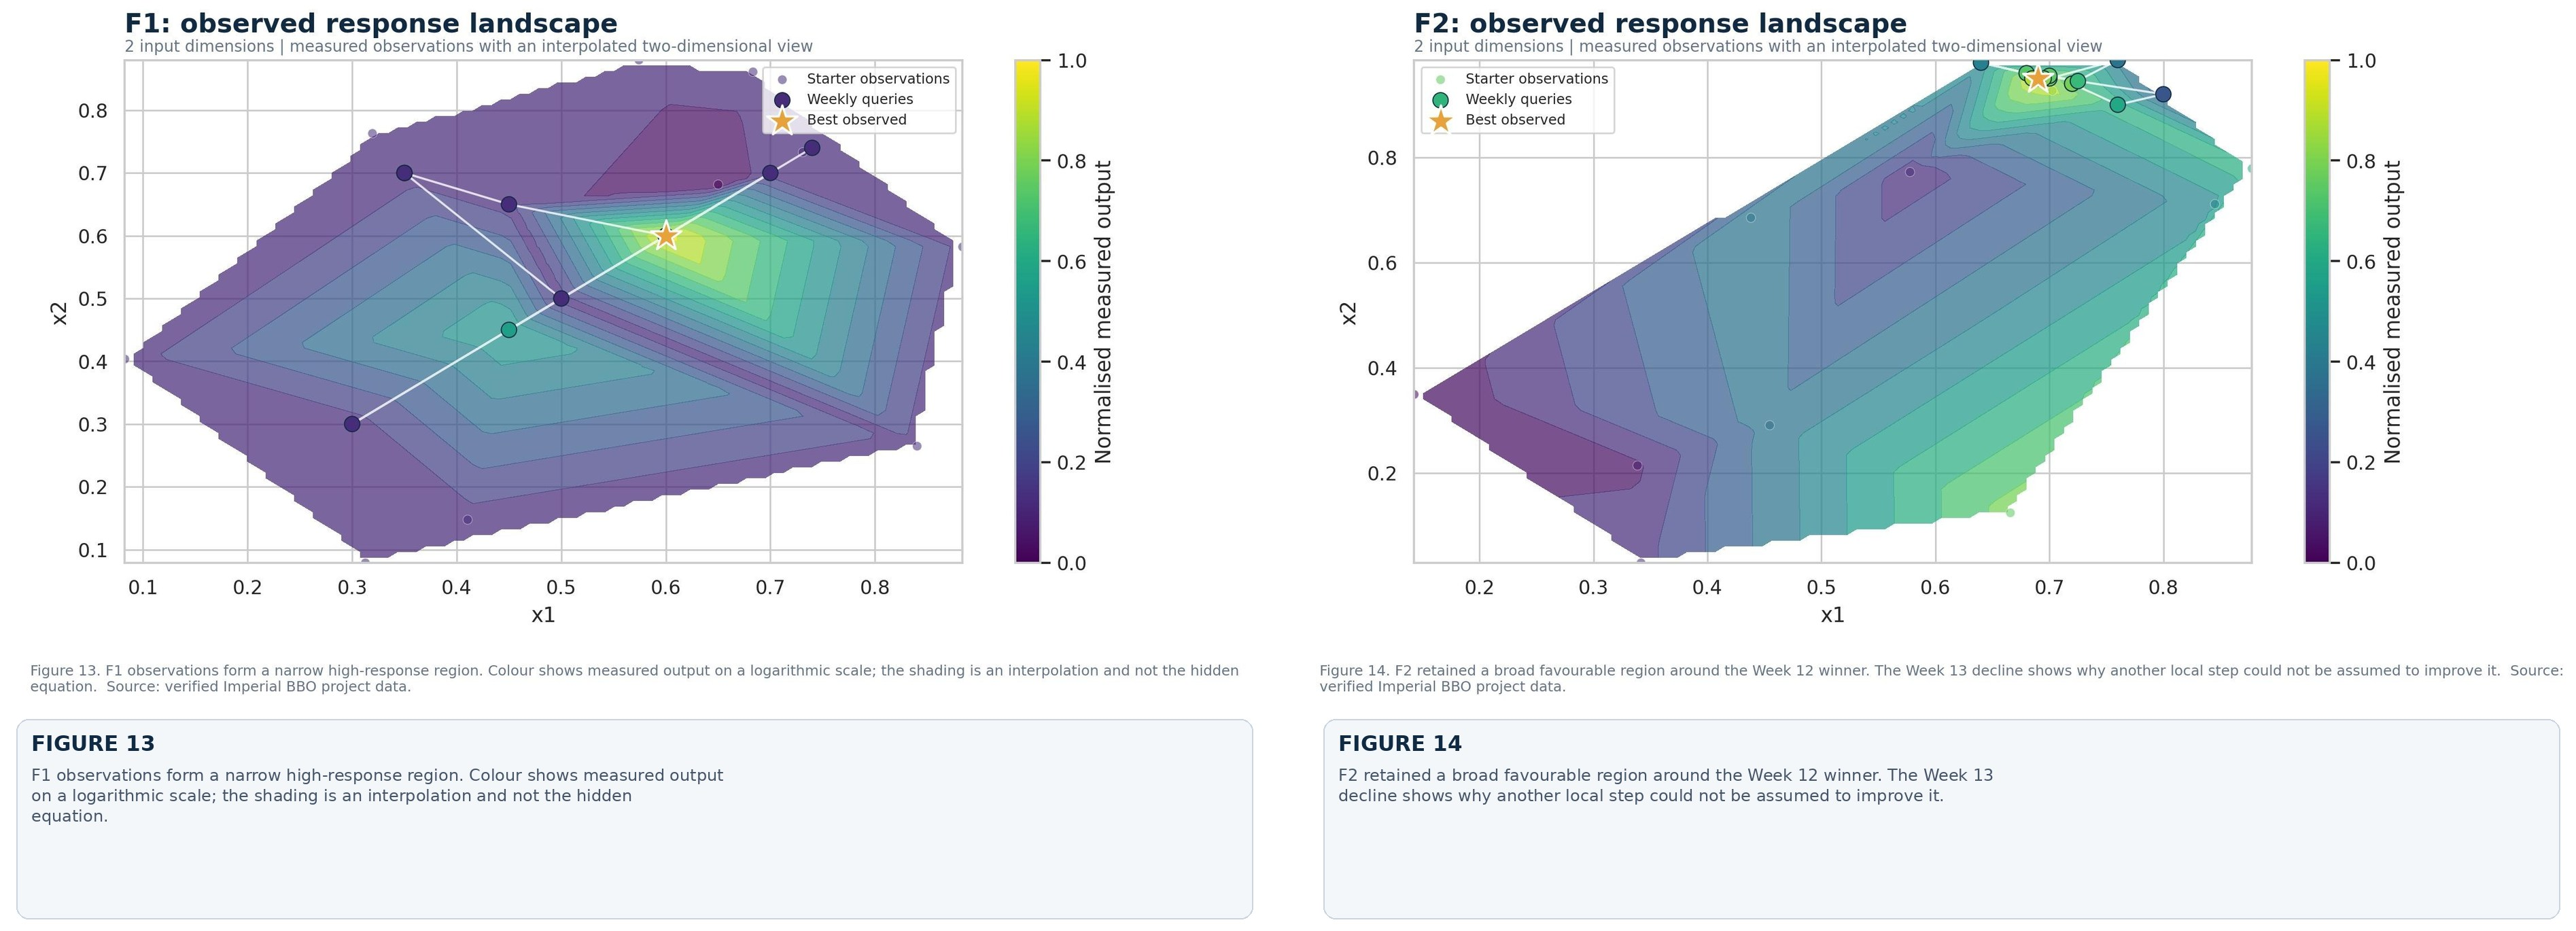 F1: observed response landscape
2 input dimensions | measured observations with an interpolated two-dimensional view
Starter observations
Weekly queries
Best observed
0.8
0.7
0.6
0.5
0.4
0.3
0.2
0.1
x2
0.1
0.2
0.3
0.4
0.5
0.6
0.7
0.8
x1
1.0
0.8
0.6
0.4
0.2
0.0
Normalised measured output
Figure 13. F1 observations form a narrow high-response region. Colour shows measured output on a logarithmic scale; the shading is an interpolation and not the hidden
equation.  Source: verified Imperial BBO project data.
FIGURE 13
F1 observations form a narrow high-response region. Colour shows measured output
on a logarithmic scale; the shading is an interpolation and not the hidden
equation.
F2: observed response landscape
2 input dimensions | measured observations with an interpolated two-dimensional view
Starter observations
Weekly queries
Best observed
0.8
0.6
0.4
0.2
x2
0.2
0.3
0.4
0.5
0.6
0.7
0.8
x1
1.0
0.8
0.6
0.4
0.2
0.0
Normalised measured output
Figure 14. F2 retained a broad favourable region around the Week 12 winner. The Week 13 decline shows why another local step could not be assumed to improve it.  Source:
verified Imperial BBO project data.
FIGURE 14
F2 retained a broad favourable region around the Week 12 winner. The Week 13
decline shows why another local step could not be assumed to improve it.